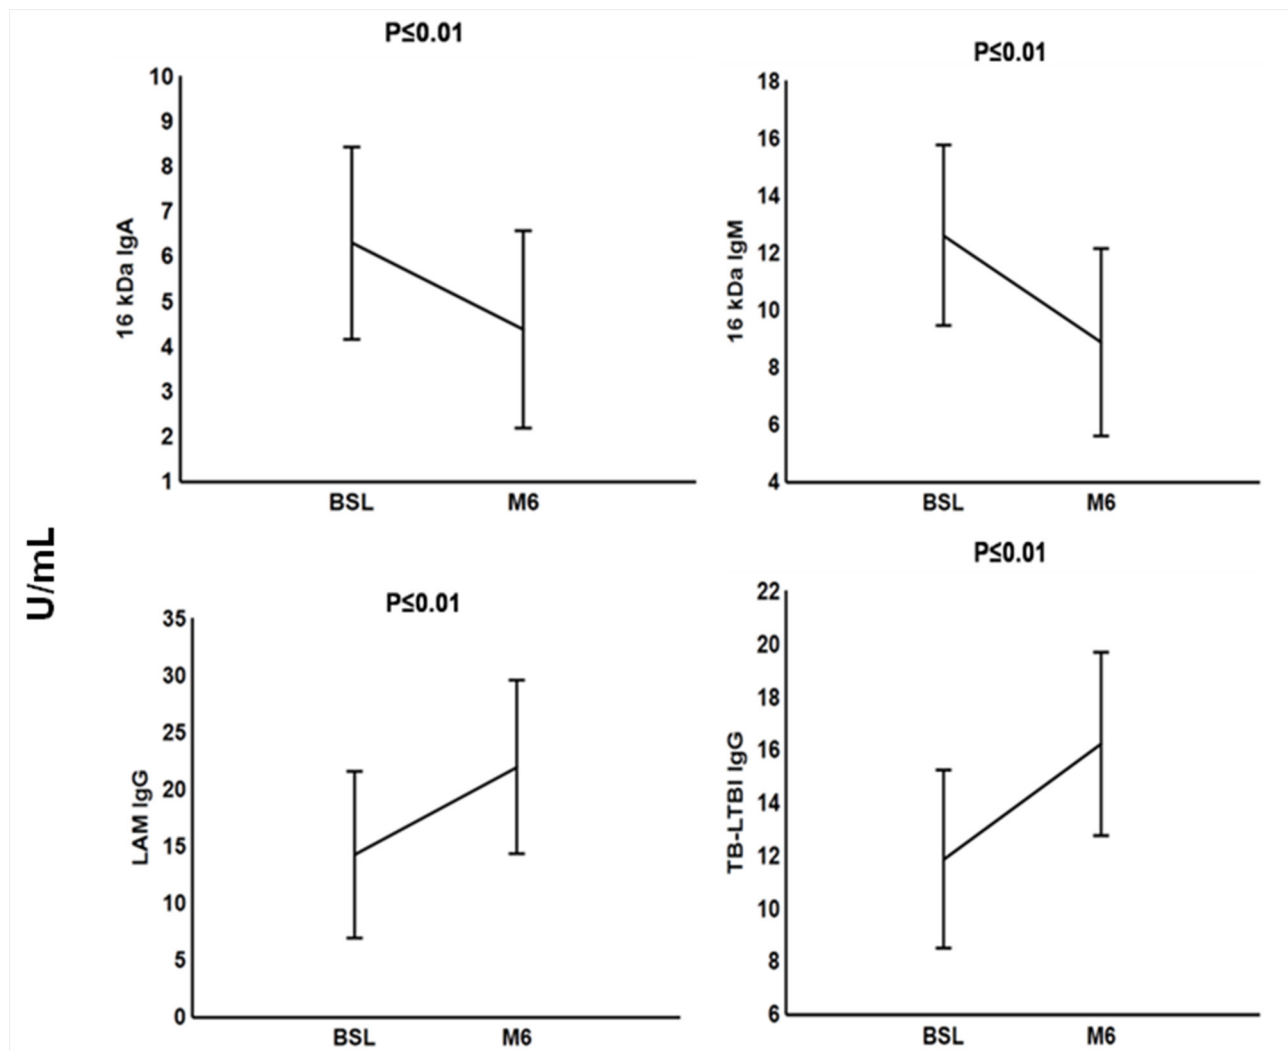 P≤0.01
10
9
8
7
6
5
4
3
2
1
16 kDa IgA
BSL M6
P≤0.01
18
16
14
12
10
8
6
4
16 kDa IgM
BSL M6
U/mL
P≤0.01
35
30
25
20
15
10
5
0
LAM IgG
BSL M6
P≤0.01
22
20
18
16
14
12
10
8
6
TB-LTBI IgG
BSL M6